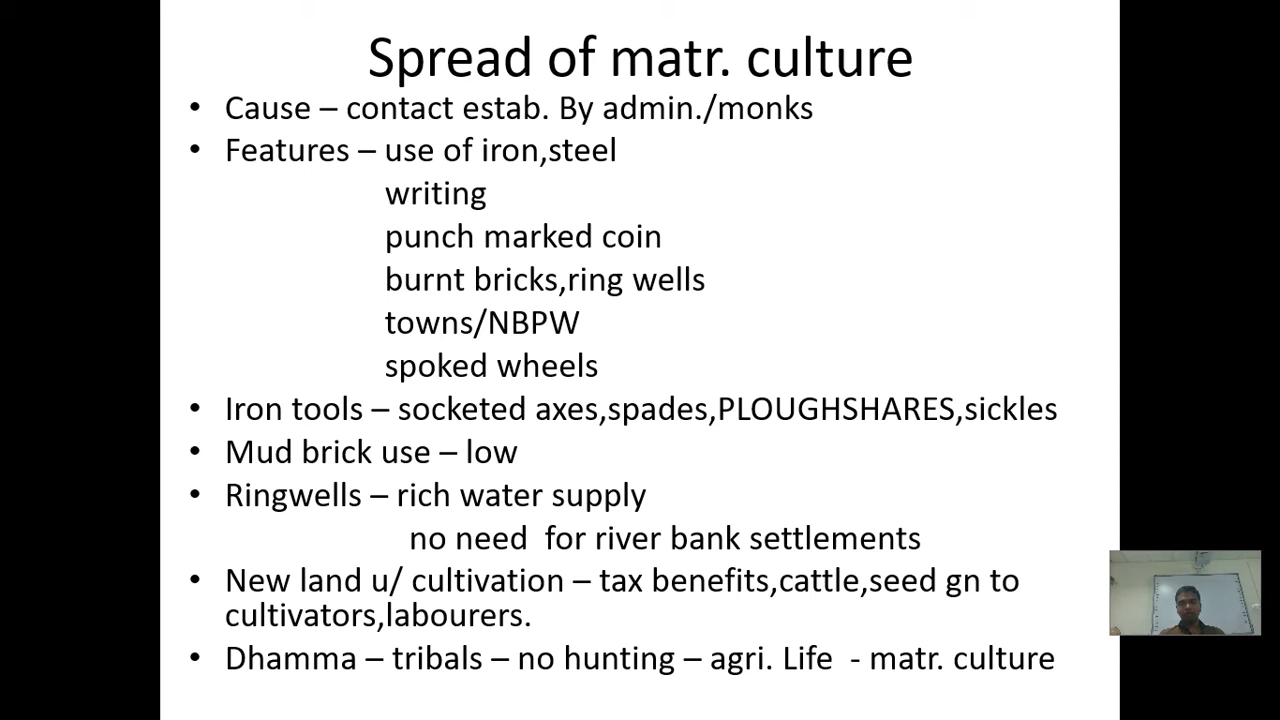 Spread of matr. culture
• Cause – contact estab. By admin./monks
• Features – use of iron,steel
writing
punch marked coin
burnt bricks,ring wells
towns/NBPW
spoked wheels
• Iron tools – socketed axes,spades,PLOUGHSHARES,sickles
• Mud brick use – low
• Ringwells – rich water supply
no need  for river bank settlements
• New land u/ cultivation – tax benefits,cattle,seed gn to
cultivators,labourers.
• Dhamma – tribals – no hunting – agri. Life  - matr. culture